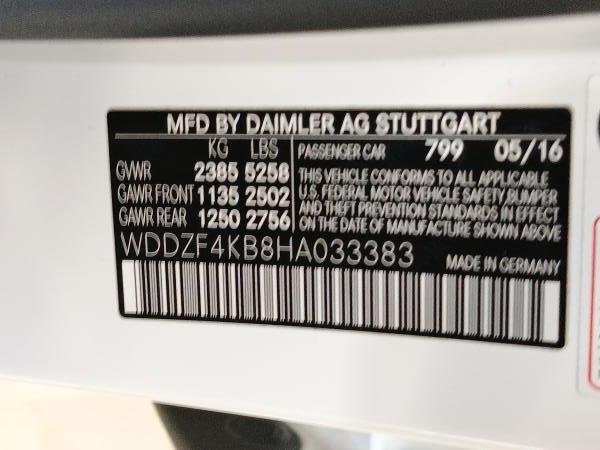 MFD BY DAIMLER AG STUTTGART
KG LBS
GVWR 2385 5258
GAWR FRONT 1135 2502
GAWR REAR 1250 2756
PASSENGER CAR 799 05/16
THIS VEHICLE CONFORMS TO ALL APPLICABLE
U.S. FEDERAL MOTOR VEHICLE SAFETY, BUMPER
AND THEFT PREVENTION STANDARDS IN EFFECT
ON THE DATE OF MANUFACTURE SHOWN ABOVE
WDDZF4KB8HA033383
MADE IN GERMANY